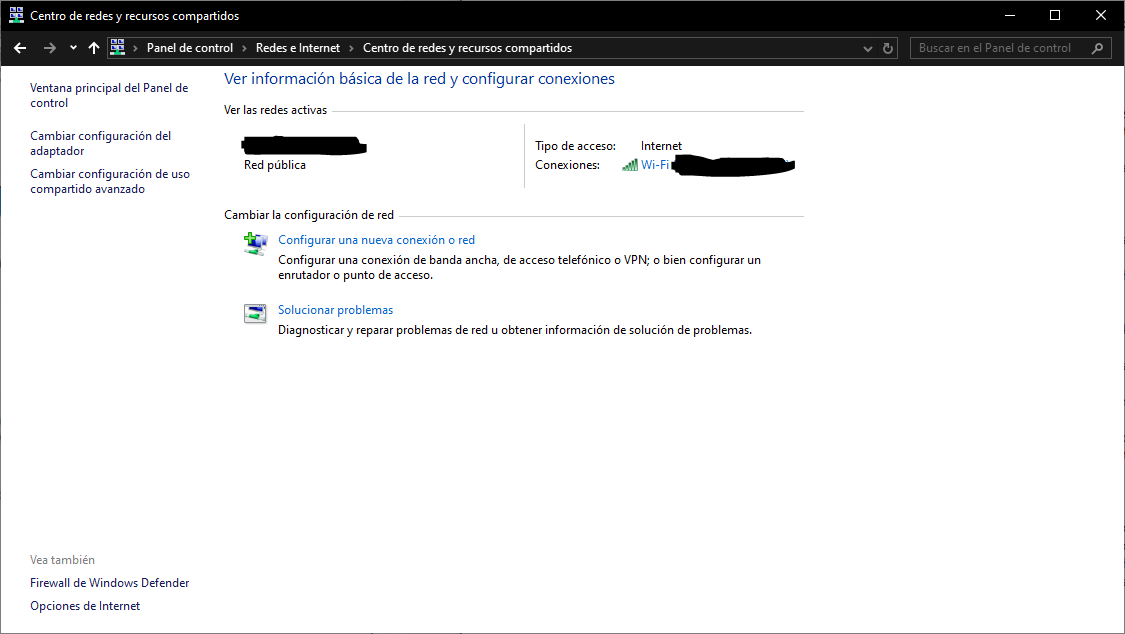 Centro de redes y recursos compartidos
Panel de control
Redes e Internet
Centro de redes y recursos compartidos
Buscar en el Panel de control
Ventana principal del Panel de
control
Cambiar configuración del
adaptador
Cambiar configuración de uso
compartido avanzado
Ver información básica de la red y configurar conexiones
Ver las redes activas
Red pública
Tipo de acceso: Internet
Conexiones: Wi-Fi
Cambiar la configuración de red
Configurar una nueva conexión o red
Configurar una conexión de banda ancha, de acceso telefónico o VPN; o bien configurar un
enrutador o punto de acceso.
Solucionar problemas
Diagnosticar y reparar problemas de red u obtener información de solución de problemas.
Vea también
Firewall de Windows Defender
Opciones de Internet